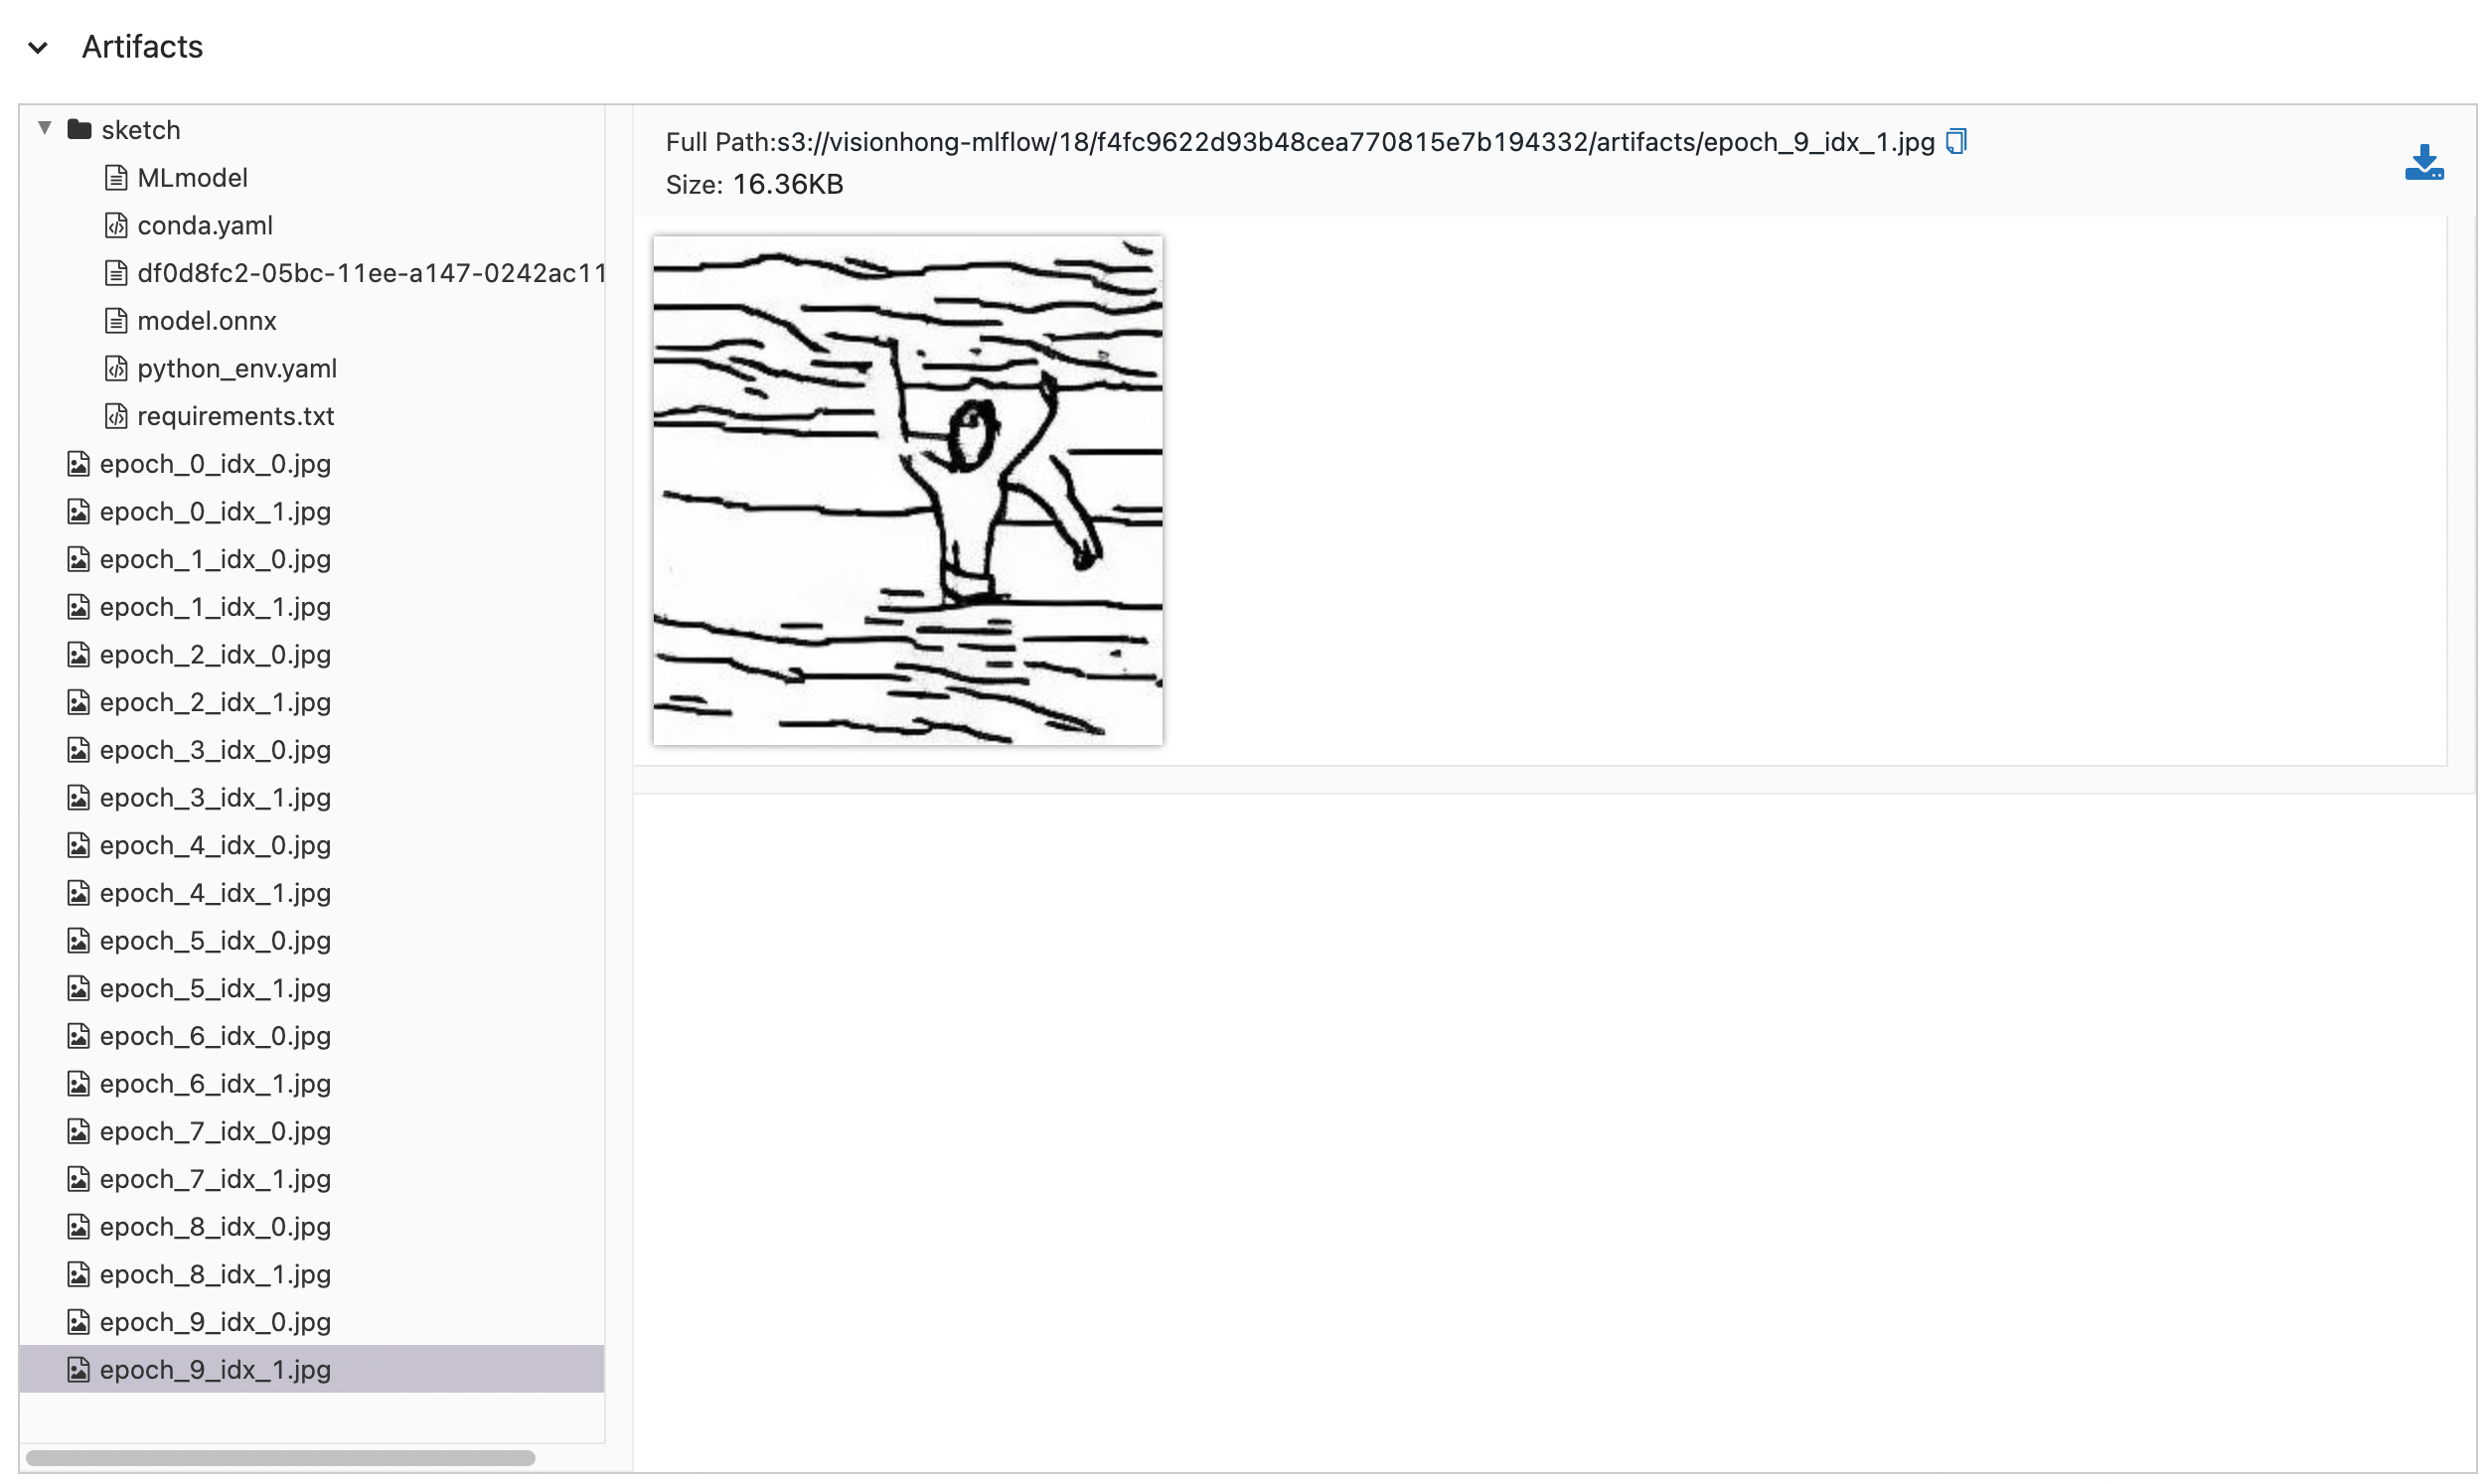 Artifacts
sketch
MLmodel
conda.yaml
df0d8fc2-05bc-11ee-a147-0242ac11
model.onnx
python_env.yaml
requirements.txt
epoch_0_idx_0.jpg
epoch_0_idx_1.jpg
epoch_1_idx_0.jpg
epoch_1_idx_1.jpg
epoch_2_idx_0.jpg
epoch_2_idx_1.jpg
epoch_3_idx_0.jpg
epoch_3_idx_1.jpg
epoch_4_idx_0.jpg
epoch_4_idx_1.jpg
epoch_5_idx_0.jpg
epoch_5_idx_1.jpg
epoch_6_idx_0.jpg
epoch_6_idx_1.jpg
epoch_7_idx_0.jpg
epoch_7_idx_1.jpg
epoch_8_idx_0.jpg
epoch_8_idx_1.jpg
epoch_9_idx_0.jpg
epoch_9_idx_1.jpg
Full Path:s3://visionhong-mlflow/18/f4fc9622d93b48cea770815e7b194332/artifacts/epoch_9_idx_1.jpg
Size: 16.36KB